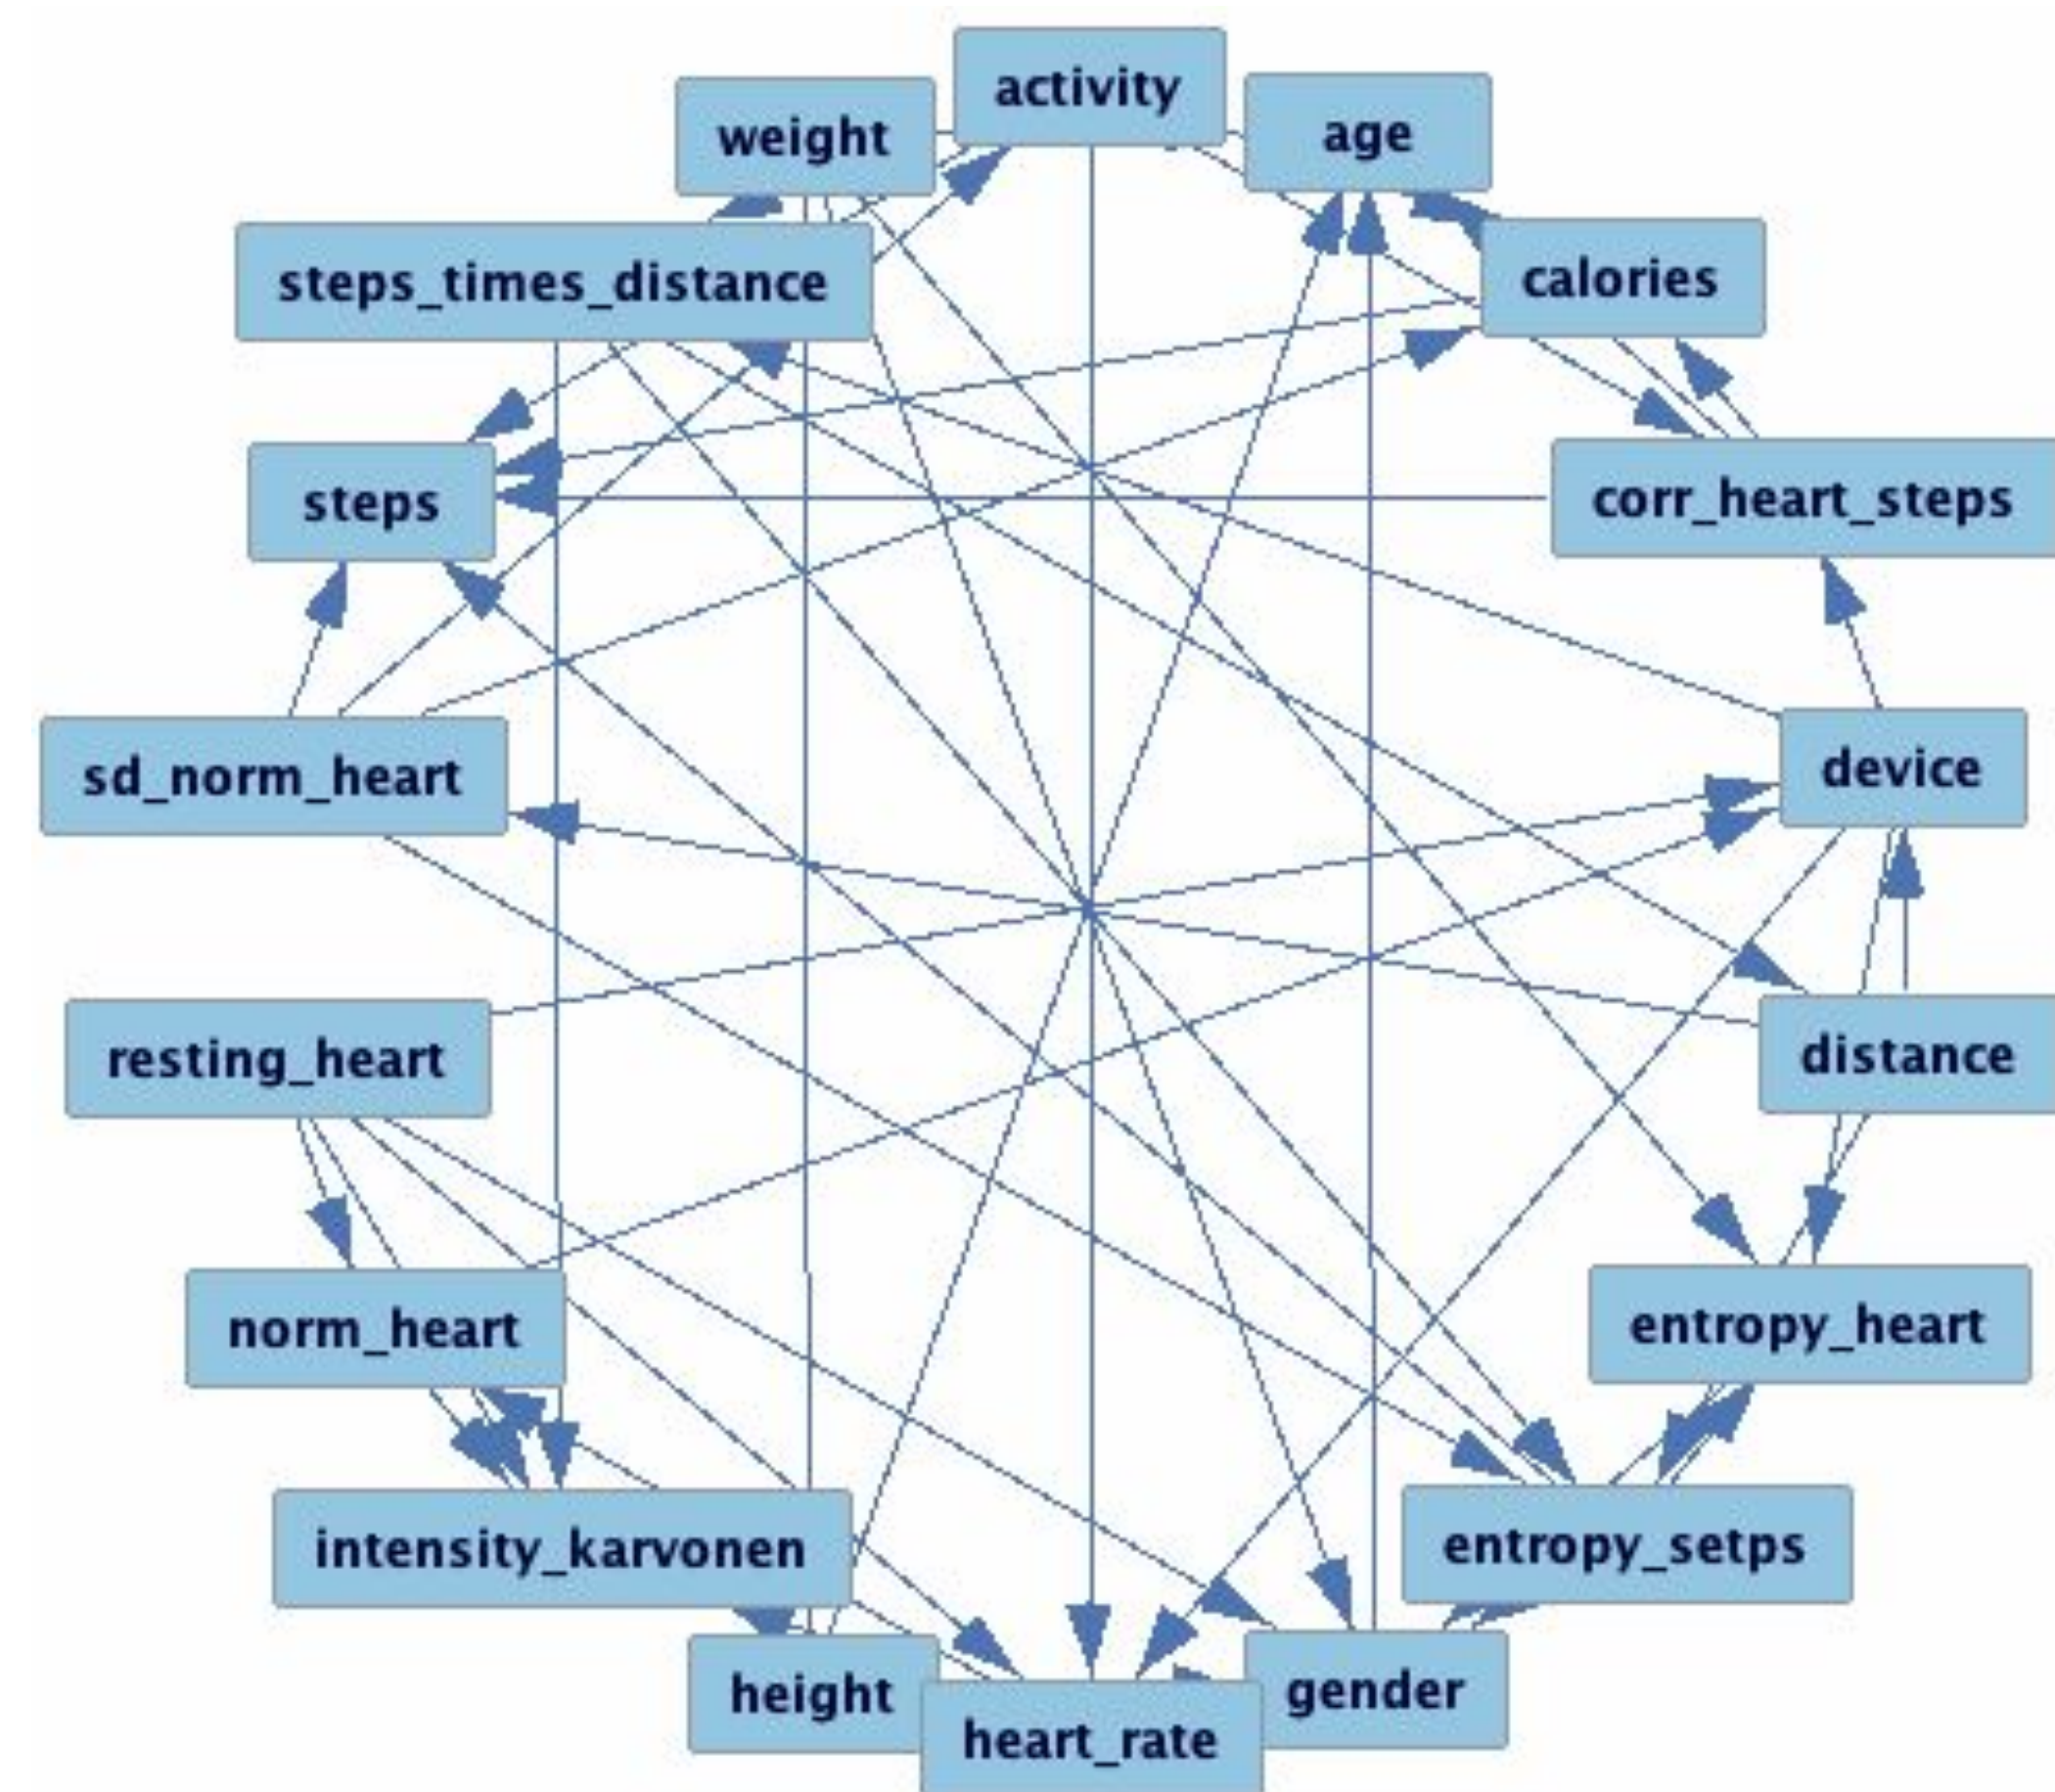 activity
weight
age
steps_times_distance
calories
steps
corr_heart_steps
sd_norm_heart
device
resting_heart
distance
norm_heart
entropy_heart
intensity_karvonen
entropy_setps
height
gender
heart_rate